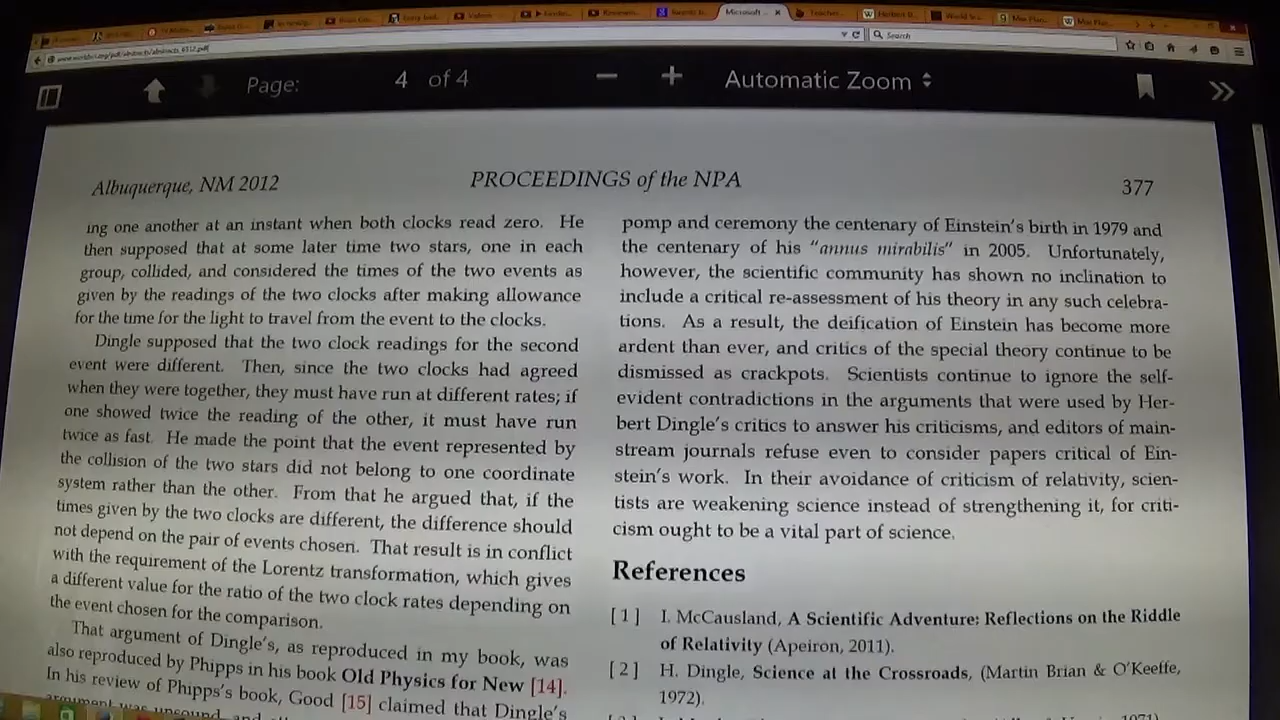 Microsoft ...
Search
Page:
4 of 4
Automatic Zoom
Albuquerque, NM 2012
PROCEEDINGS of the NPA
377
ing one another at an instant when both clocks read zero. He
then supposed that at some later time two stars, one in each
group, collided, and considered the times of the two events as
given by the readings of the two clocks after making allowance
for the time for the light to travel from the event to the clocks.
Dingle supposed that the two clock readings for the second
event were different. Then, since the two clocks had agreed
when they were together, they must have run at different rates; if
one showed twice the reading of the other, it must have run
twice as fast. He made the point that the event represented by
the collision of the two stars did not belong to one coordinate
system rather than the other. From that he argued that, if the
times given by the two clocks are different, the difference should
not depend on the pair of events chosen. That result is in conflict
with the requirement of the Lorentz transformation, which gives
a different value for the ratio of the two clock rates depending on
the event chosen for the comparison.
That argument of Dingle's, as reproduced in my book, was
also reproduced by Phipps in his book Old Physics for New [14].
In his review of Phipps's book, Good [15] claimed that Dingle's
argument was unsound, and
pomp and ceremony the centenary of Einstein's birth in 1979 and
the centenary of his "annus mirabilis" in 2005. Unfortunately,
however, the scientific community has shown no inclination to
include a critical re-assessment of his theory in any such celebra-
tions. As a result, the deification of Einstein has become more
ardent than ever, and critics of the special theory continue to be
dismissed as crackpots. Scientists continue to ignore the self-
evident contradictions in the arguments that were used by Her-
bert Dingle's critics to answer his criticisms, and editors of main-
stream journals refuse even to consider papers critical of Ein-
stein's work. In their avoidance of criticism of relativity, scien-
tists are weakening science instead of strengthening it, for criti-
cism ought to be a vital part of science.
References
[ 1 ] I. McCausland, A Scientific Adventure: Reflections on the Riddle
of Relativity (Apeiron, 2011).
[ 2 ] H. Dingle, Science at the Crossroads, (Martin Brian & O'Keeffe,
1972).